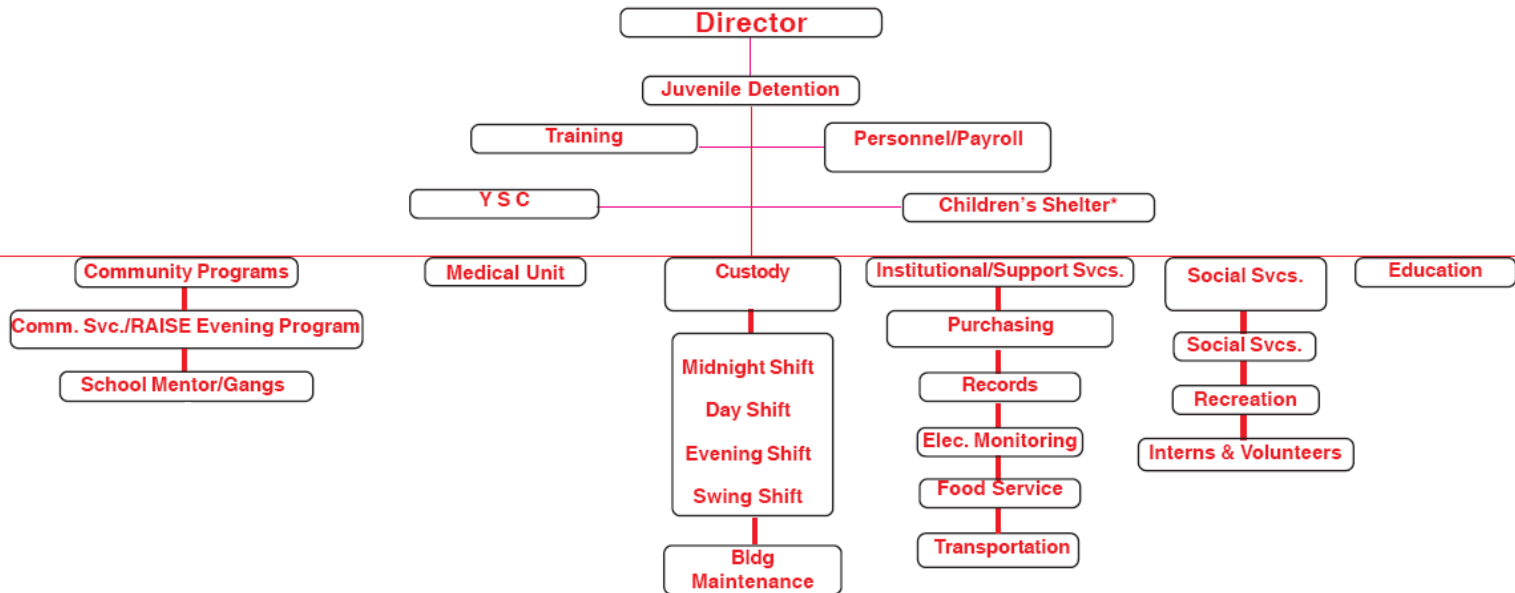 Director
Juvenile Detention
Training
Personnel/Payroll
Y S C
Children's Shelter*
Community Programs
Medical Unit
Custody
Institutional/Support Svcs.
Social Svcs.
Education
Comm. Svc./RAISE Evening Program
School Mentor/Gangs
Midnight Shift
Day Shift
Evening Shift
Swing Shift
Bldg
Maintenance
Purchasing
Records
Elec. Monitoring
Food Service
Transportation
Social Svcs.
Recreation
Interns & Volunteers